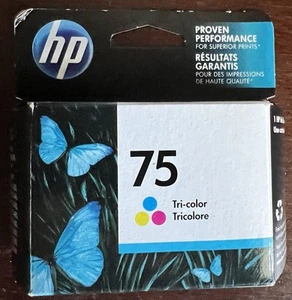 hp
PROVEN
PERFORMANCE
FOR SUPERIOR PRINTS*
RÉSULTATS
GARANTIS
POUR DES IMPRESSIONS
DE HAUTE QUALITÉ*
75
Tri-color
Tricolore